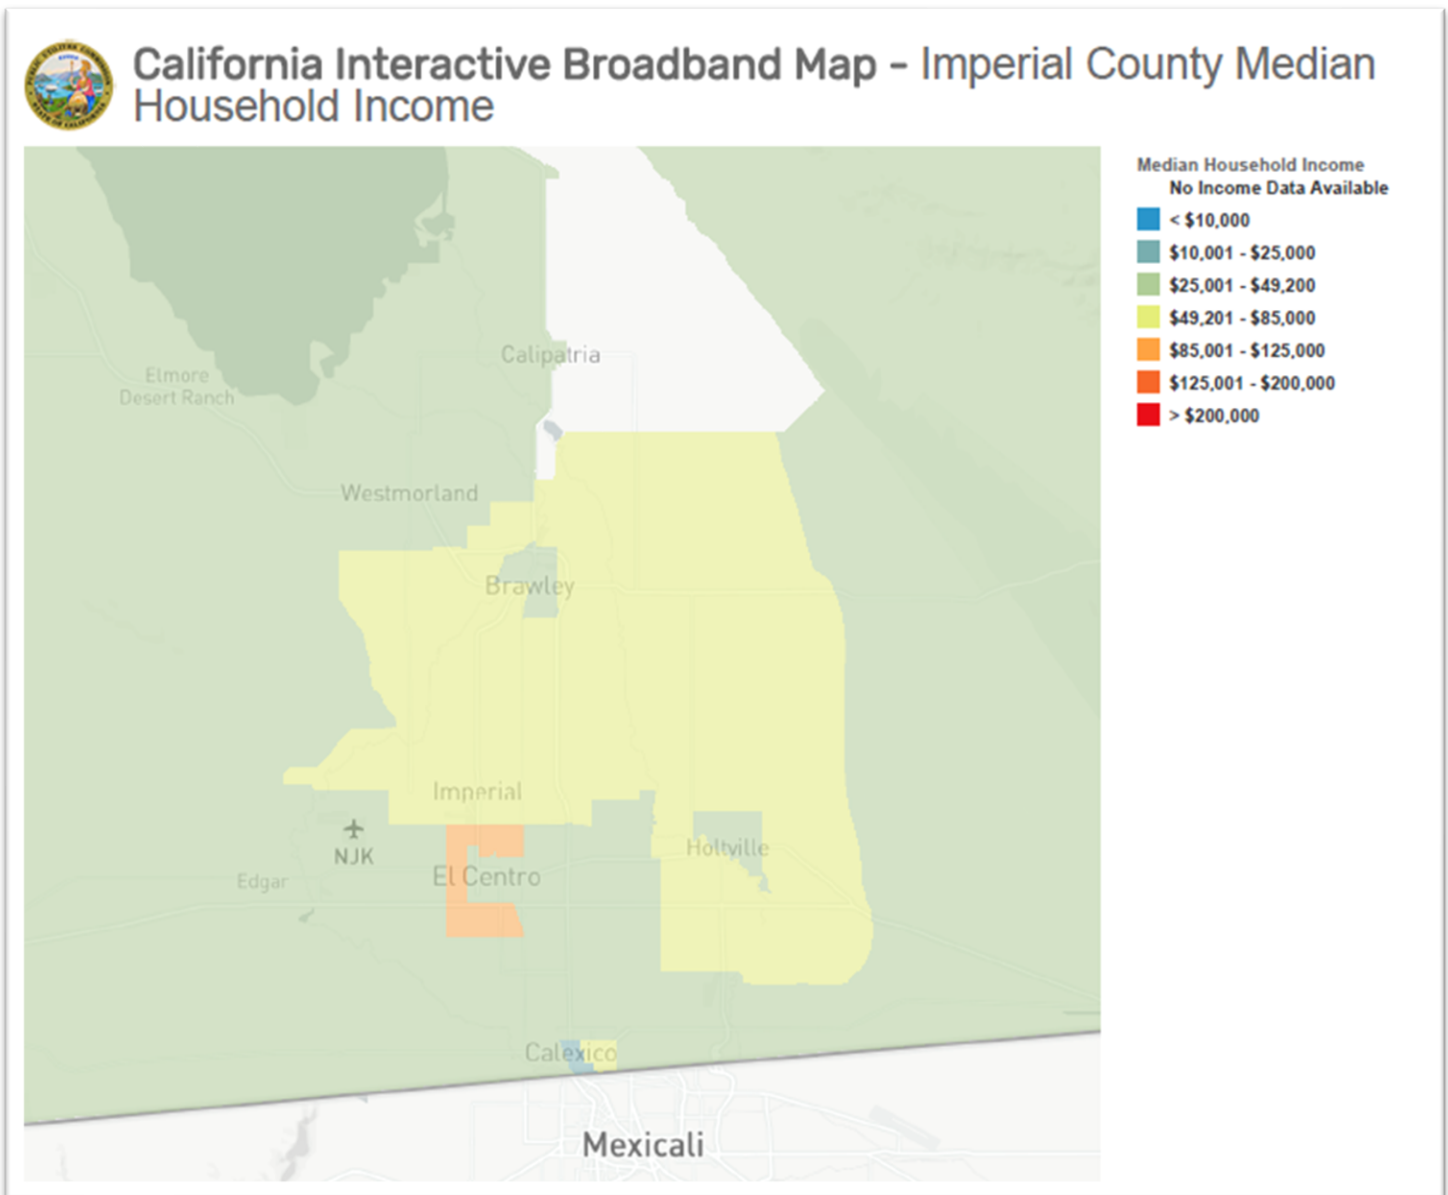 California Interactive Broadband Map - Imperial County Median
Household Income
Median Household Income
No Income Data Available
< $10,000
$10,001 - $25,000
$25,001 - $49,200
$49,201 - $85,000
$85,001 - $125,000
$125,001 - $200,000
> $200,000
Calipatria
Elmore
Desert Ranch
Westmorland
Brawley
Imperial
NJK
Holtville
El Centro
Edgar
Calexico
Mexicali